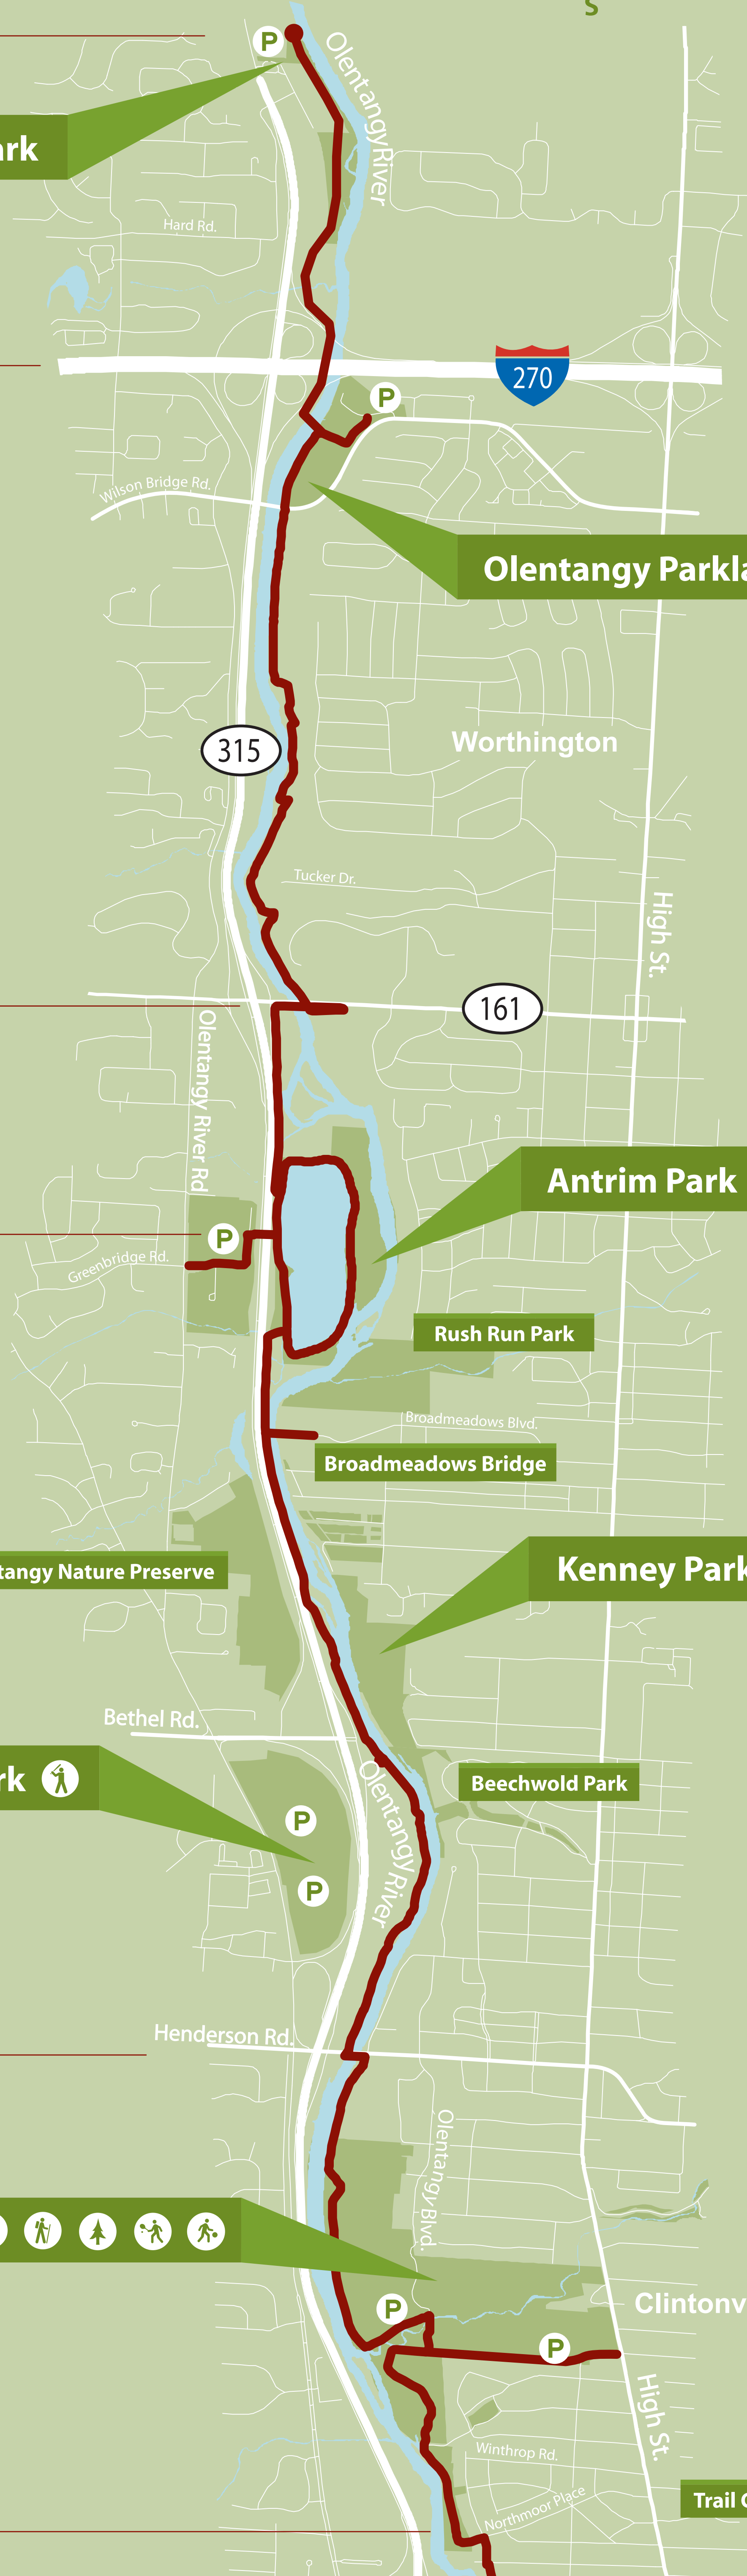 S
P
Olentangy River
ark
Hard Rd.
270
P
Wilson Bridge Rd.
Olentangy Parkla
Worthington
315
Tucker Dr.
High St.
161
Olentangy River Rd
Antrim Park
P
Greenbridge Rd.
Rush Run Park
Broadmeadows Blvd.
Broadmeadows Bridge
Kenney Park
tangy Nature Preserve
Bethel Rd.
rk
Beechwold Park
Olentangy River
P
P
Henderson Rd.
Olentangy Blvd.
Clintonv
P
P
High St.
Winthrop Rd.
Trail C
Northmoor Place